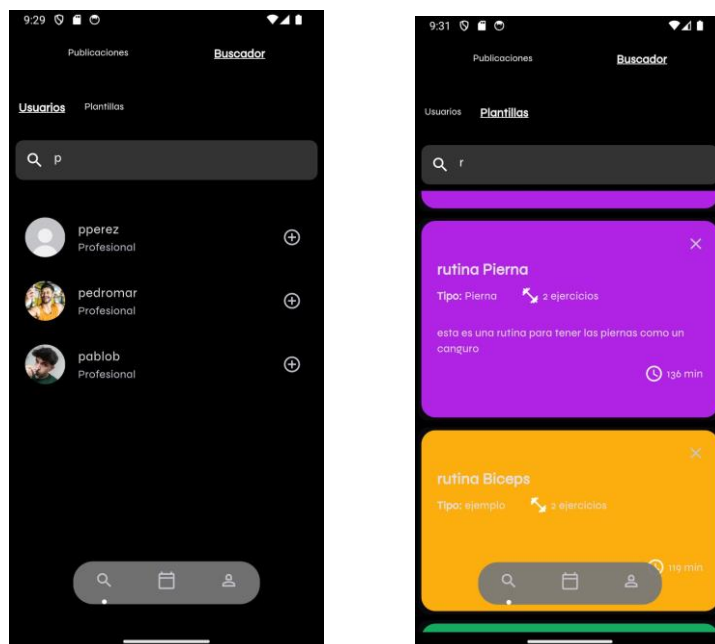 9:29
Publicaciones Buscador
Usuarios Plantillas
p
pperez
Profesional
pedromar
Profesional
pablob
Profesional
9:31
Publicaciones Buscador
Usuarios Plantillas
r
rutina Pierna
Tipo: Pierna 2 ejercicios
esta es una rutina para tener las piernas como un
canguro
136 min
rutina Biceps
Tipo: ejemplo 2 ejercicios
119 min